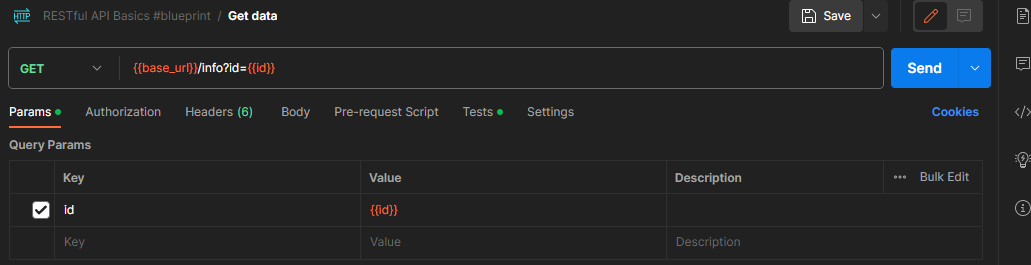 HTTP RESTful API Basics #blueprint / Get data Save
GET {{base_url}}/info?id={{id}} Send
Params Authorization Headers (6) Body Pre-request Script Tests Settings Cookies
Query Params
Key Value Description Bulk Edit
id {{id}}
Key Value Description